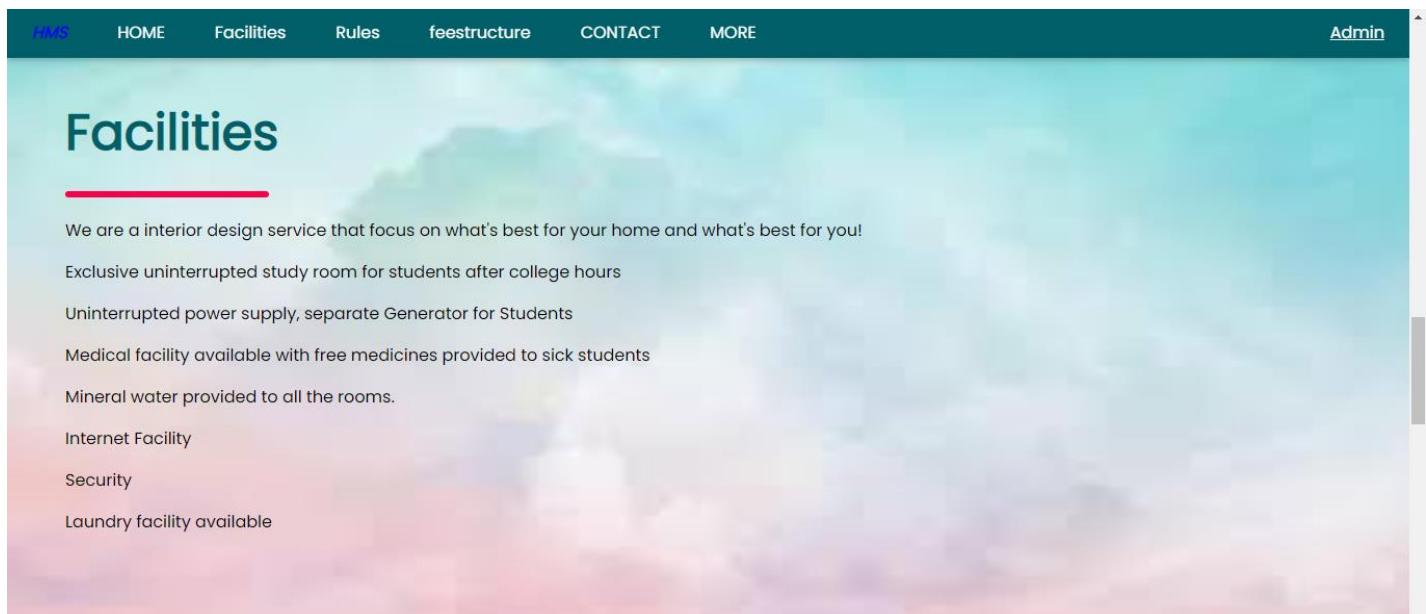 HMS HOME Facilities Rules feestructure CONTACT MORE Admin
Facilities
We are a interior design service that focus on what's best for your home and what's best for you!
Exclusive uninterrupted study room for students after college hours
Uninterrupted power supply, separate Generator for Students
Medical facility available with free medicines provided to sick students
Mineral water provided to all the rooms.
Internet Facility
Security
Laundry facility available